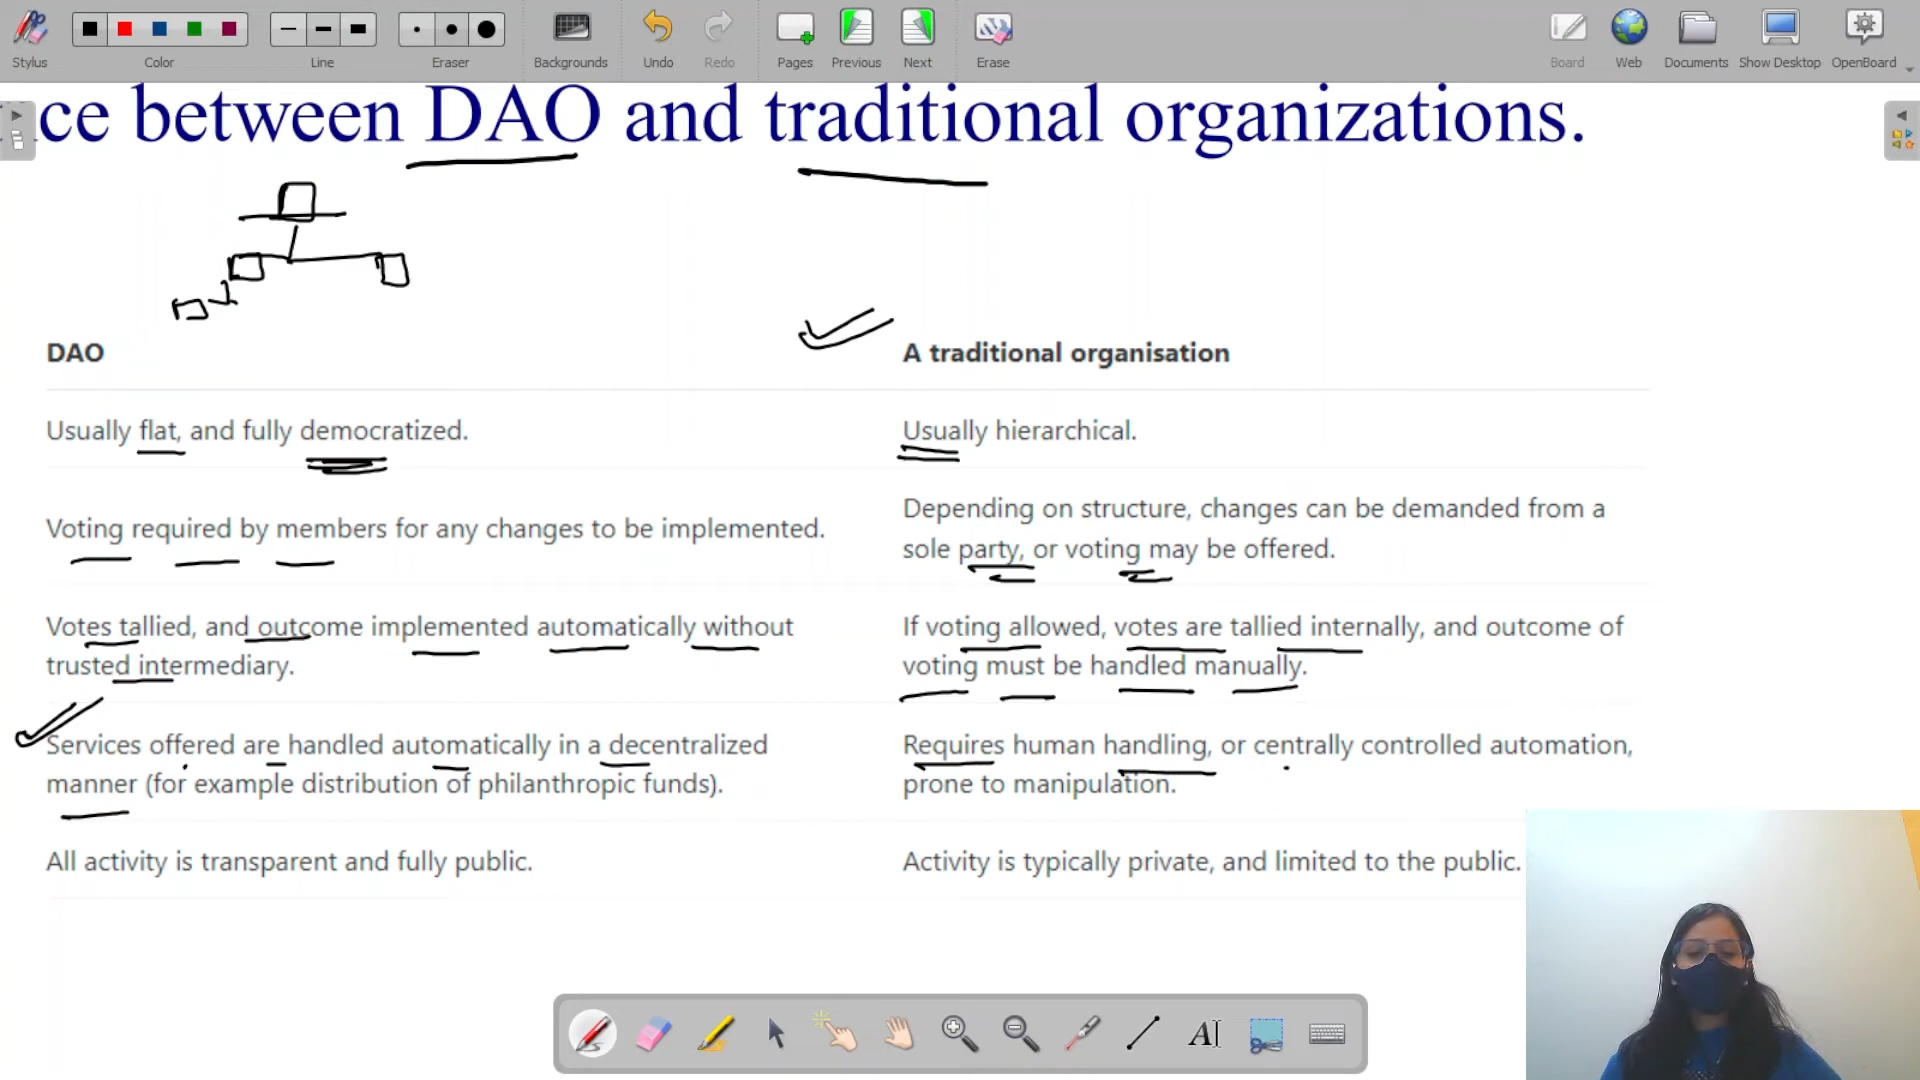 Stylus
Color
Line
Eraser
Backgrounds
Undo
Redo
Pages
Previous
Next
Erase
Board
Web
Documents
Show Desktop
OpenBoard
ce between DAO and traditional organizations.
DAO
A traditional organisation
Usually flat, and fully democratized.
Usually hierarchical.
Voting required by members for any changes to be implemented.
Depending on structure, changes can be demanded from a
sole party, or voting may be offered.
Votes tallied, and outcome implemented automatically without
trusted intermediary.
If voting allowed, votes are tallied internally, and outcome of
voting must be handled manually.
Services offered are handled automatically in a decentralized
manner (for example distribution of philanthropic funds).
Requires human handling, or centrally controlled automation,
prone to manipulation.
All activity is transparent and fully public.
Activity is typically private, and limited to the public.